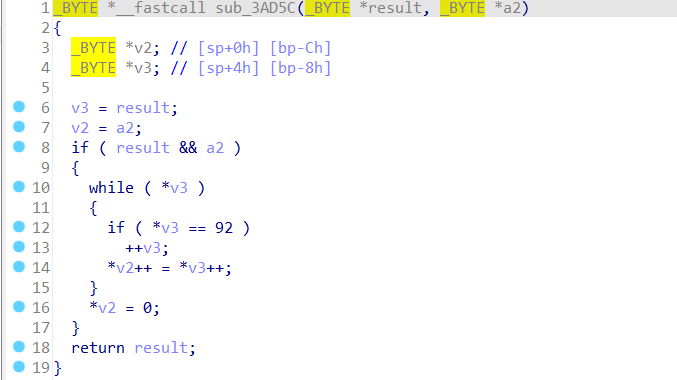 1 _BYTE *__fastcall sub_3AD5C(_BYTE *result, _BYTE *a2)
2 {
3   _BYTE *v2; // [sp+0h] [bp-Ch]
4   _BYTE *v3; // [sp+4h] [bp-8h]
5
6   v3 = result;
7   v2 = a2;
8   if ( result && a2 )
9   {
10     while ( *v3 )
11     {
12       if ( *v3 == 92 )
13         ++v3;
14       *v2++ = *v3++;
15     }
16     *v2 = 0;
17   }
18   return result;
19 }